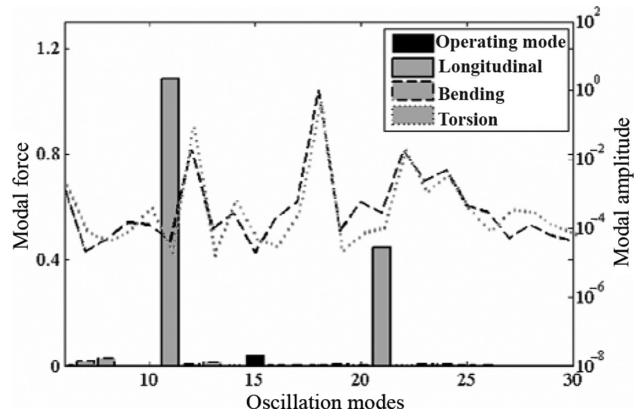 1.2
0.8
0.4
0
Modal force
10
15
20
25
30
Oscillation modes
10^2
10^0
10^-2
10^-4
10^-6
10^-8
Modal amplitude
Operating mode
Longitudinal
Bending
Torsion